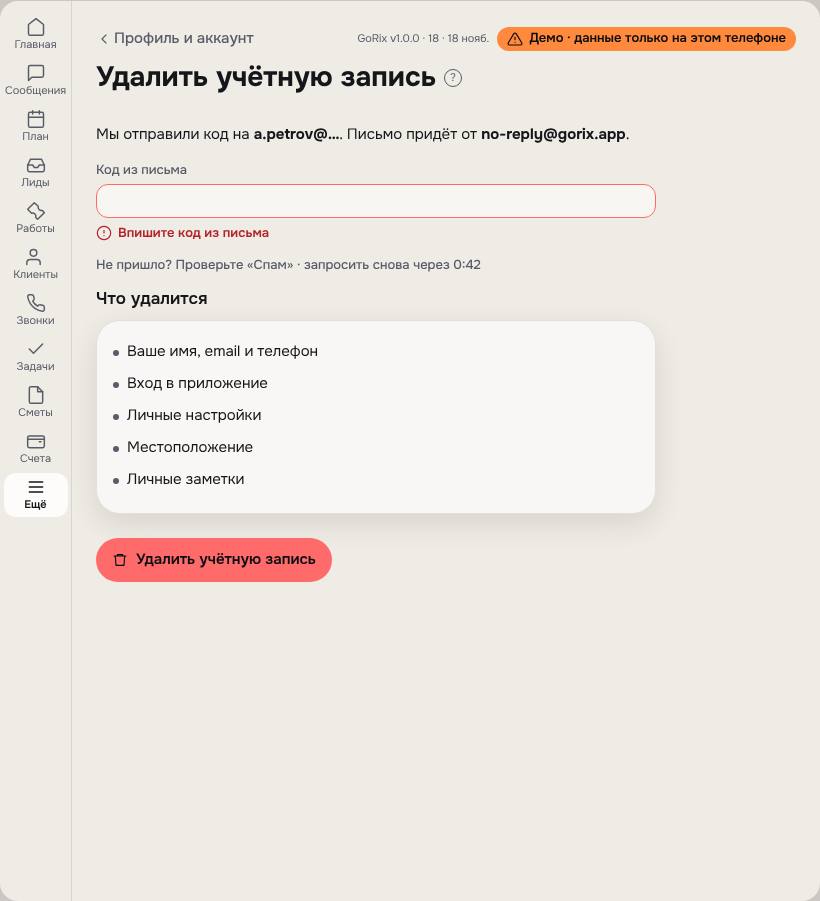 Главная
Сообщения
План
Лиды
Работы
Клиенты
Звонки
Задачи
Сметы
Счета
Ещё
Профиль и аккаунт
GoRix v1.0.0 · 18 · 18 нояб.
Демо · данные только на этом телефоне
Удалить учётную запись ?
Мы отправили код на a.petrov@.... Письмо придёт от no-reply@gorix.app.
Код из письма
Впишите код из письма
Не пришло? Проверьте «Спам» · запросить снова через 0:42
Что удалится
Ваше имя, email и телефон
Вход в приложение
Личные настройки
Местоположение
Личные заметки
Удалить учётную запись